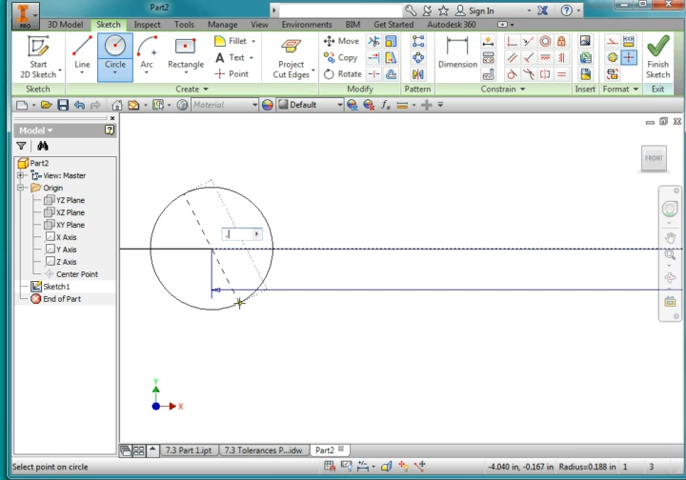 Part2
Sign In
PRO
3D Model
Sketch
Inspect
Tools
Manage
View
Environments
BIM
Get Started
Autodesk 360
Start
2D Sketch
Line
Circle
Arc
Rectangle
Fillet
Text
Point
Project
Cut Edges
Move
Copy
Rotate
Dimension
Finish
Sketch
Sketch
Create
Modify
Pattern
Constrain
Insert
Format
Exit
Material
Default
Model
Part2
View: Master
Origin
YZ Plane
XZ Plane
XY Plane
X Axis
Y Axis
Z Axis
Center Point
Sketch1
End of Part
FRONT
.
Y
X
7.3 Part 1.ipt
7.3 Tolerances P...idw
Part2
Select point on circle
-4.040 in, -0.167 in
Radius=0.188 in
1
3